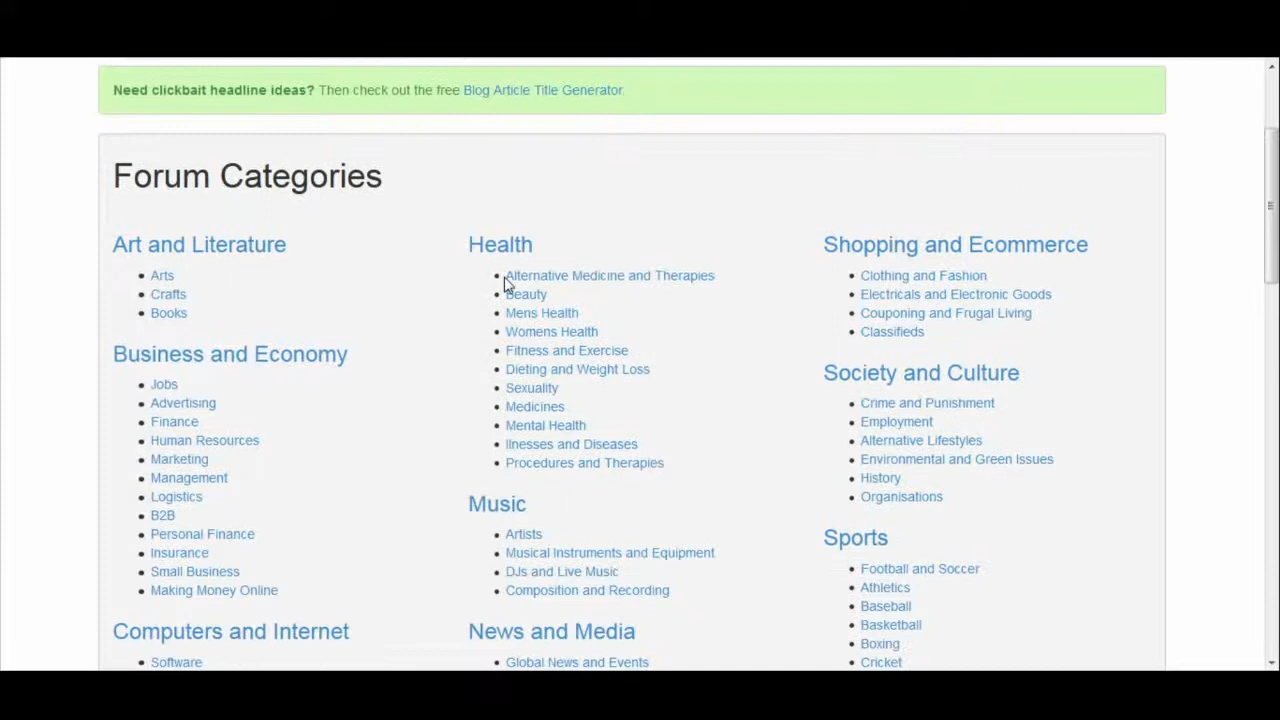 Need clickbait headline ideas? Then check out the free Blog Article Title Generator.
Forum Categories
Art and Literature
Arts
Crafts
Books
Business and Economy
Jobs
Advertising
Finance
Human Resources
Marketing
Management
Logistics
B2B
Personal Finance
Insurance
Small Business
Making Money Online
Computers and Internet
Software
Health
Alternative Medicine and Therapies
Beauty
Mens Health
Womens Health
Fitness and Exercise
Dieting and Weight Loss
Sexuality
Medicines
Mental Health
Ilnesses and Diseases
Procedures and Therapies
Music
Artists
Musical Instruments and Equipment
DJs and Live Music
Composition and Recording
News and Media
Global News and Events
Shopping and Ecommerce
Clothing and Fashion
Electricals and Electronic Goods
Couponing and Frugal Living
Classifieds
Society and Culture
Crime and Punishment
Employment
Alternative Lifestyles
Environmental and Green Issues
History
Organisations
Sports
Football and Soccer
Athletics
Baseball
Basketball
Boxing
Cricket